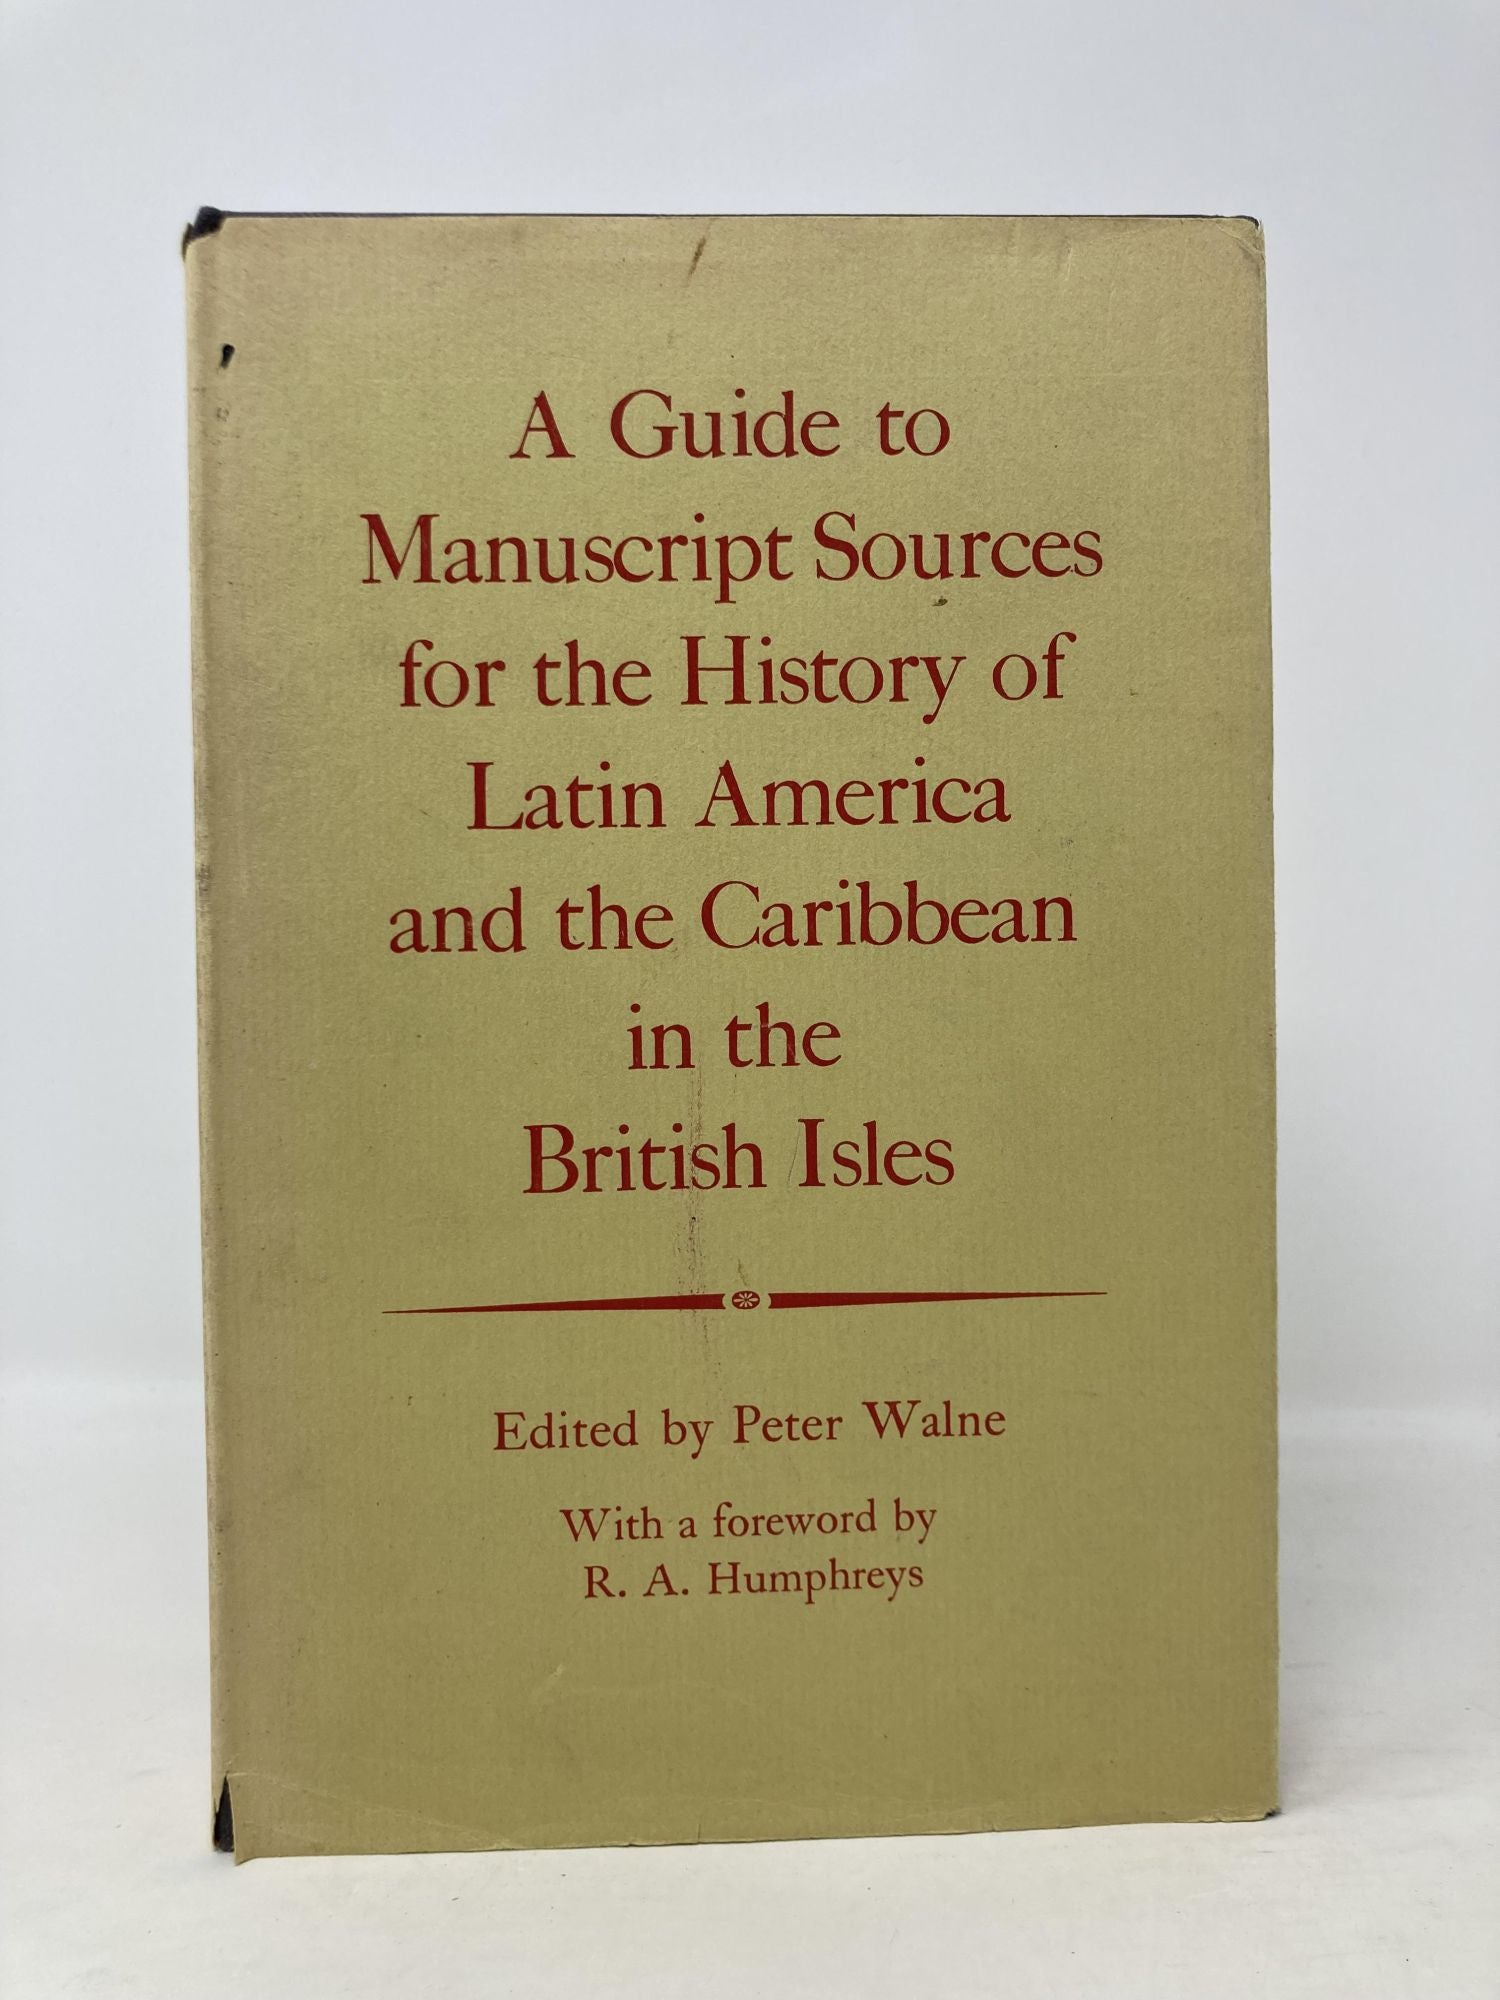 A Guide to
Manuscript Sources
for the History of
Latin America
and the Caribbean
in the
British Isles
Edited by Peter Walne
With a foreword by
R. A. Humphreys